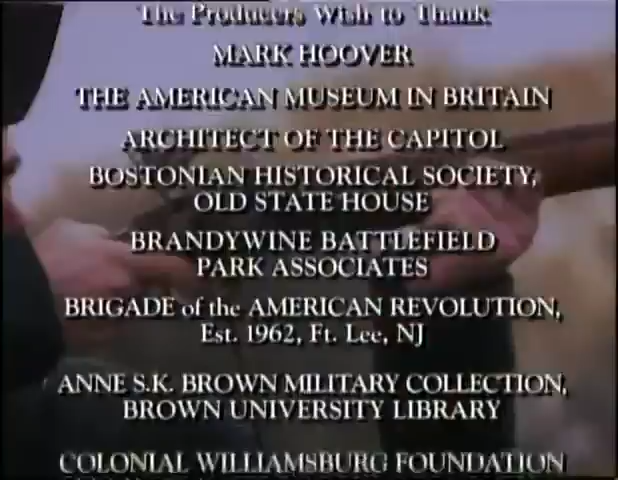 The Producers Wish to Thank
MARK HOOVER
THE AMERICAN MUSEUM IN BRITAIN
ARCHITECT OF THE CAPITOL
BOSTONIAN HISTORICAL SOCIETY,
OLD STATE HOUSE
BRANDYWINE BATTLEFIELD
PARK ASSOCIATES
BRIGADE of the AMERICAN REVOLUTION,
Est. 1962, Ft. Lee, NJ
ANNE S.K. BROWN MILITARY COLLECTION,
BROWN UNIVERSITY LIBRARY
COLONIAL WILLIAMSBURG FOUNDATION